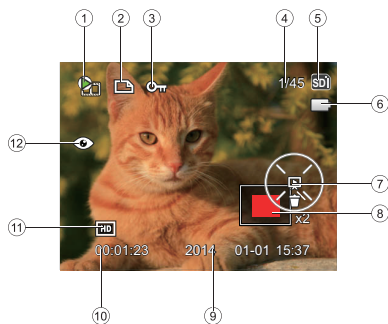 ① ② ③ ④ ⑤
1/45 SD
⑥
⑫
⑦
⑧
x2
⑪ HD
00:01:23 2014 01-01 15:37
⑩ ⑨